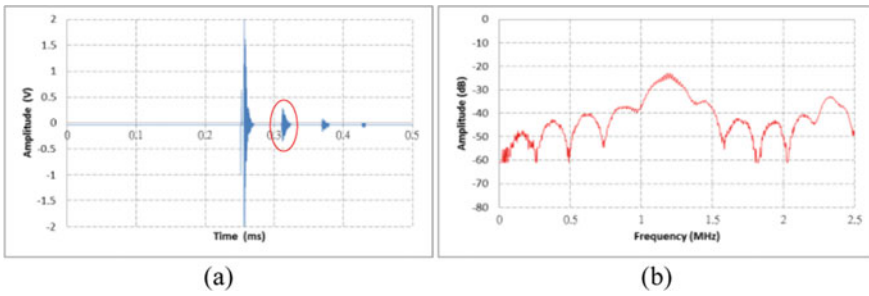 2
1.5
1
0.5
0
-0.5
-1
-1.5
-2
0 0.1 0.2 0.3 0.4 0.5
Amplitude (V)
Time (ms)
(a)
0
-10
-20
-30
-40
-50
-60
-70
-80
0 0.5 1 1.5 2 2.5
Amplitude (dB)
Frequency (MHz)
(b)